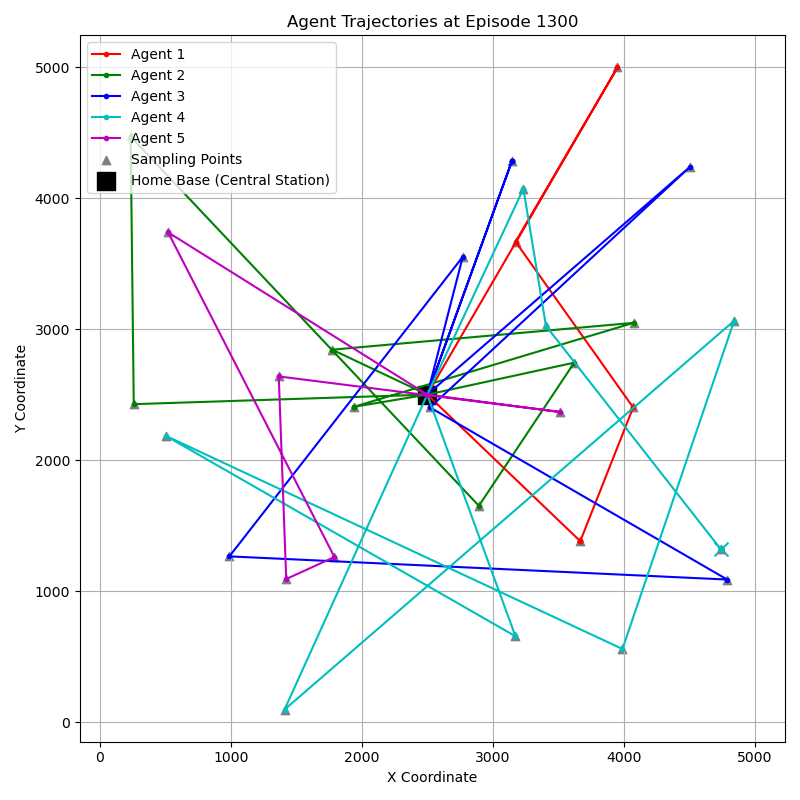 Agent Trajectories at Episode 1300
Agent 1
Agent 2
Agent 3
Agent 4
Agent 5
Sampling Points
Home Base (Central Station)
5000
4000
3000
2000
1000
0
Y Coordinate
0 1000 2000 3000 4000 5000
X Coordinate